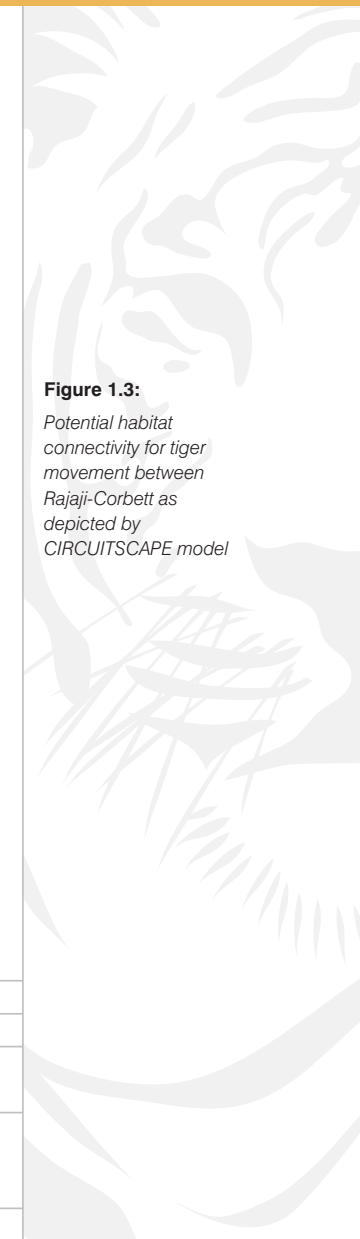 Figure 1.3:
Potential habitat
connectivity for tiger
movement between
Rajaji-Corbett as
depicted by
CIRCUITSCAPE model